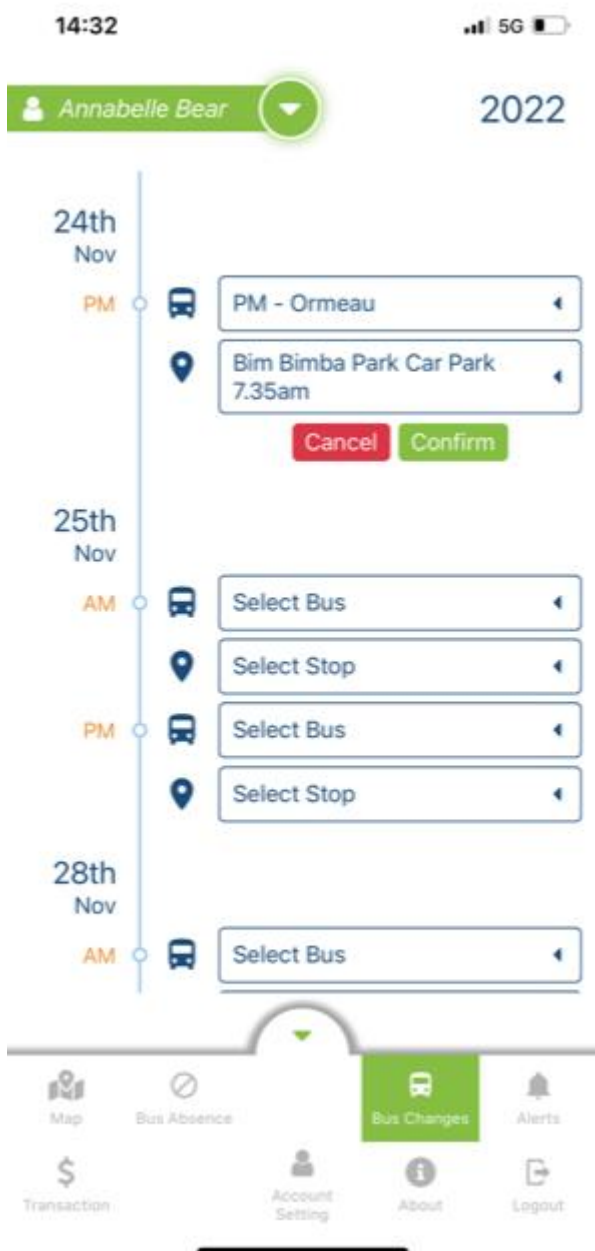 14:32
5G
Annabelle Bear
2022
24th
Nov
PM
PM - Ormeau
Bim Bimba Park Car Park
7.35am
Cancel Confirm
25th
Nov
AM
Select Bus
Select Stop
PM
Select Bus
Select Stop
28th
Nov
AM
Select Bus
Map
Bus Absence
Bus Changes
Alerts
Transaction
Account
Setting
About
Logout